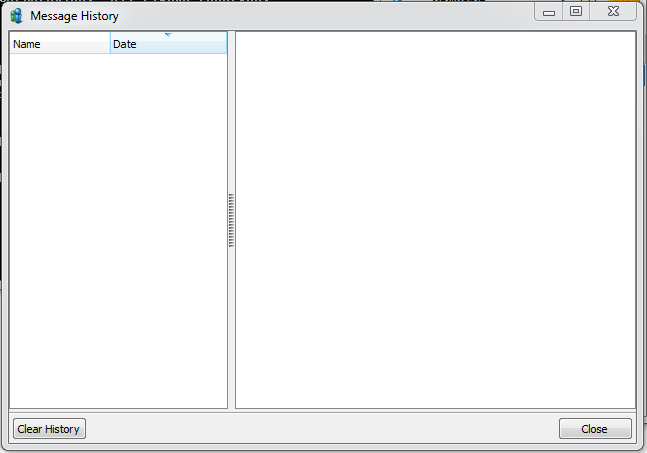 Message History
Name Date
Clear History Close